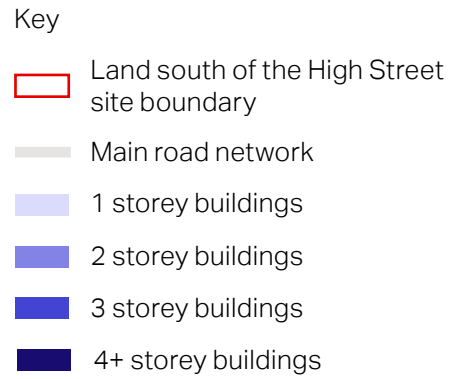 Key
Land south of the High Street
site boundary
Main road network
1 storey buildings
2 storey buildings
3 storey buildings
4+ storey buildings